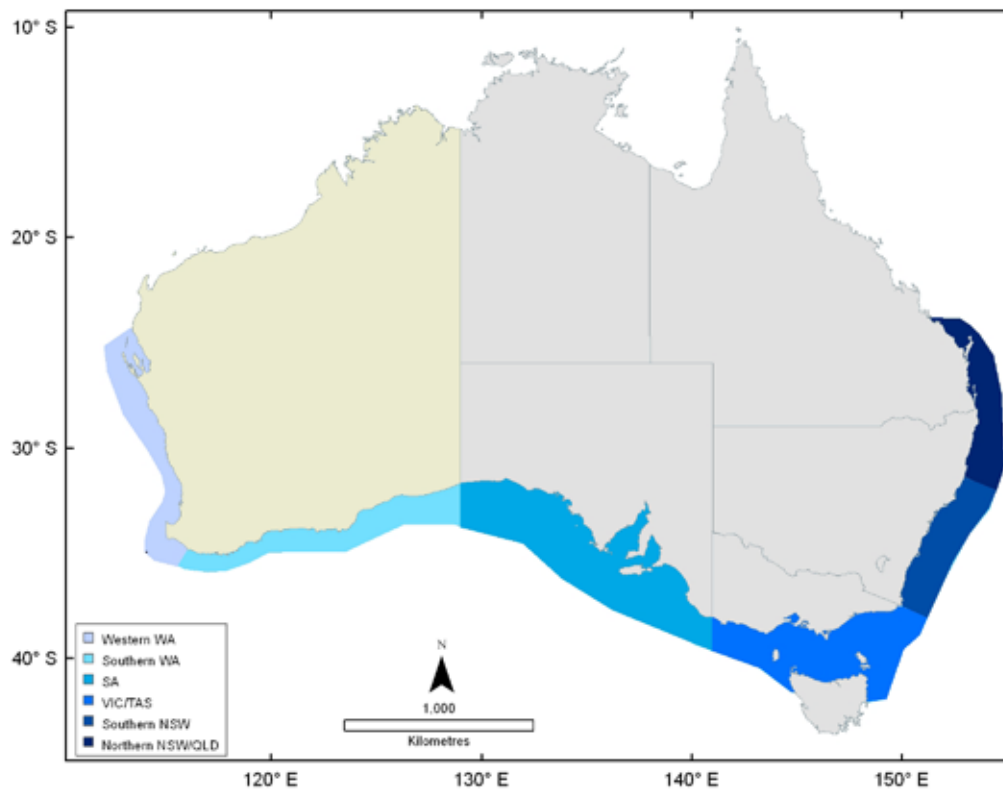 10° S
20° S
30° S
40° S
Western WA
Southern WA
SA
VIC/TAS
Southern NSW
Northern NSW/QLD
N
1,000
Kilometres
120° E
130° E
140° E
150° E